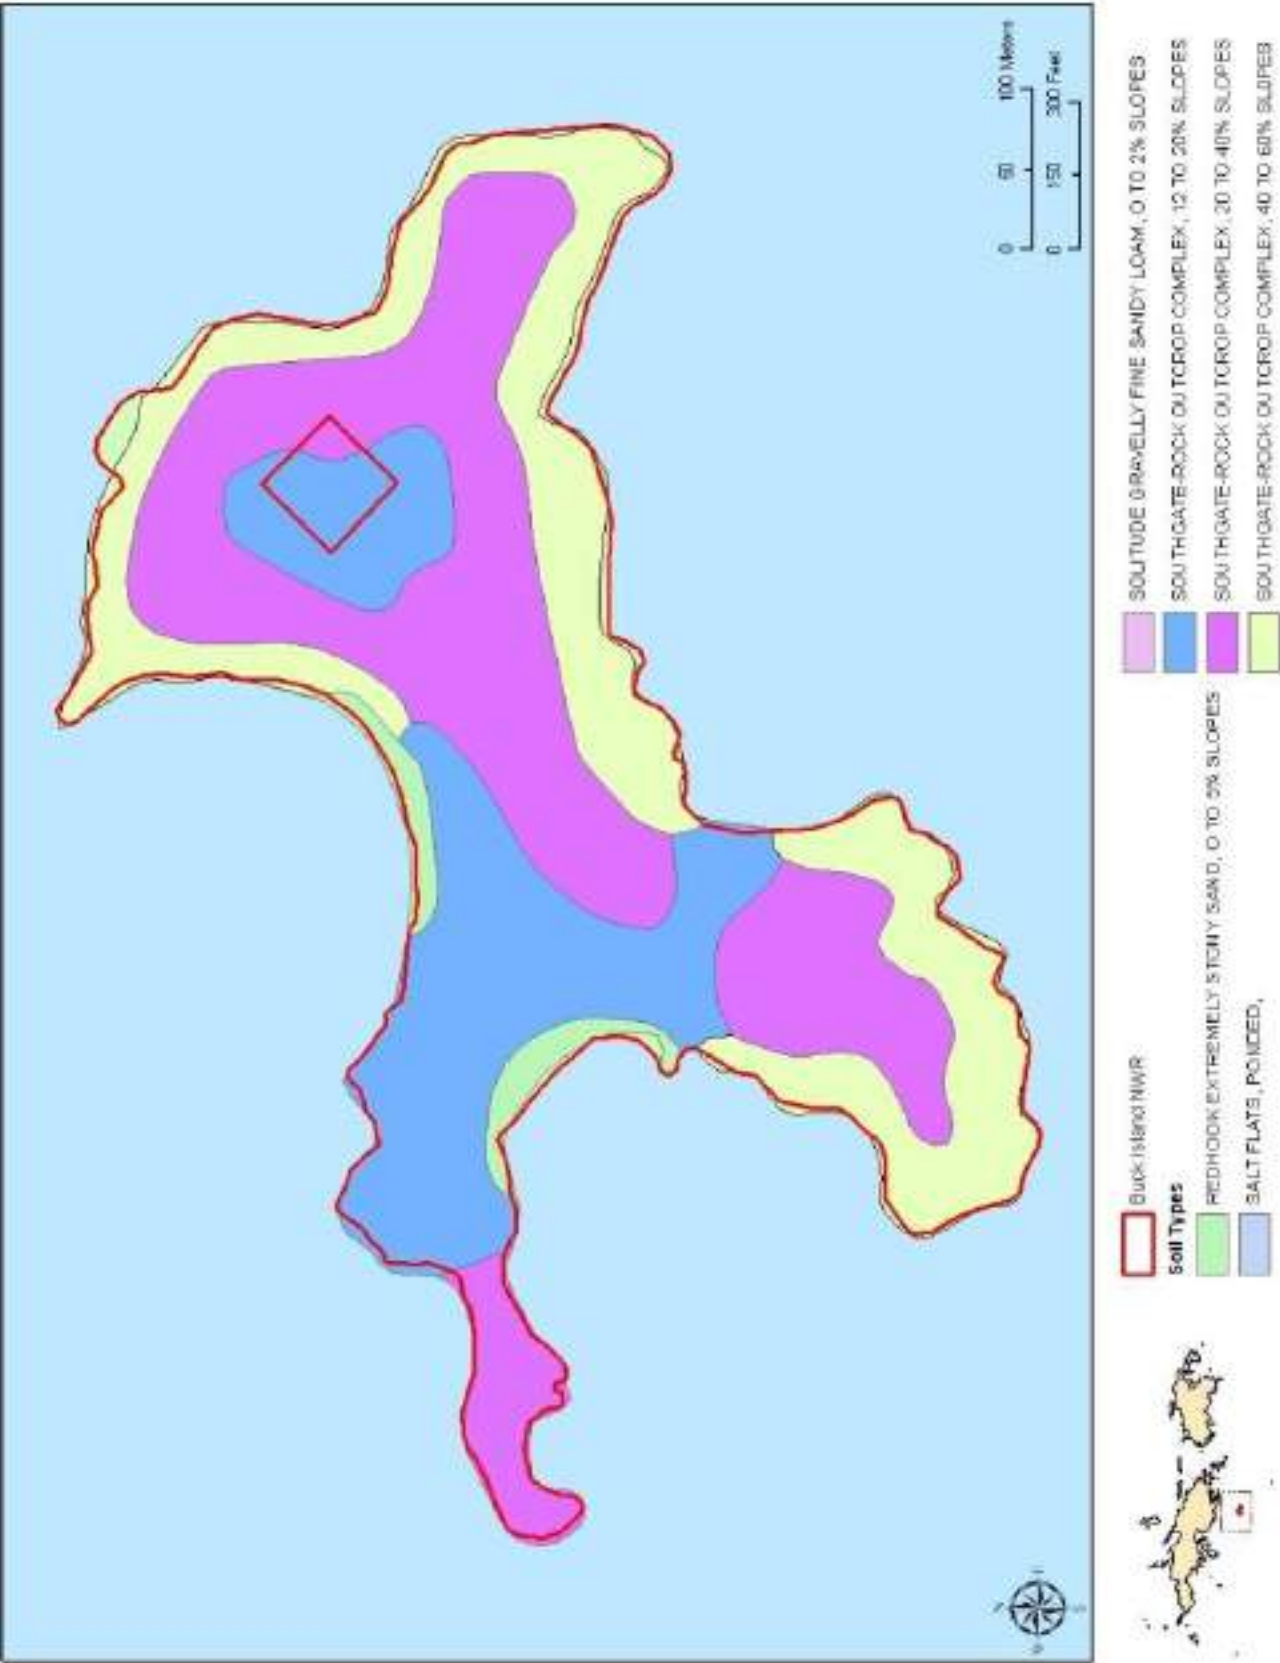 0 50 100 Meters
0 150 300 Feet
Buck Island NWR
Soil Types
REDHOOK EXTREMELY STONY SAND, 0 TO 5% SLOPES
SALT FLATS, PONDED,
SOLITUDE GRAVELLY FINE SANDY LOAM, 0 TO 2% SLOPES
SOUTHGATE-ROCK OUTCROP COMPLEX, 12 TO 20% SLOPES
SOUTHGATE-ROCK OUTCROP COMPLEX, 20 TO 40% SLOPES
SOUTHGATE-ROCK OUTCROP COMPLEX, 40 TO 60% SLOPES